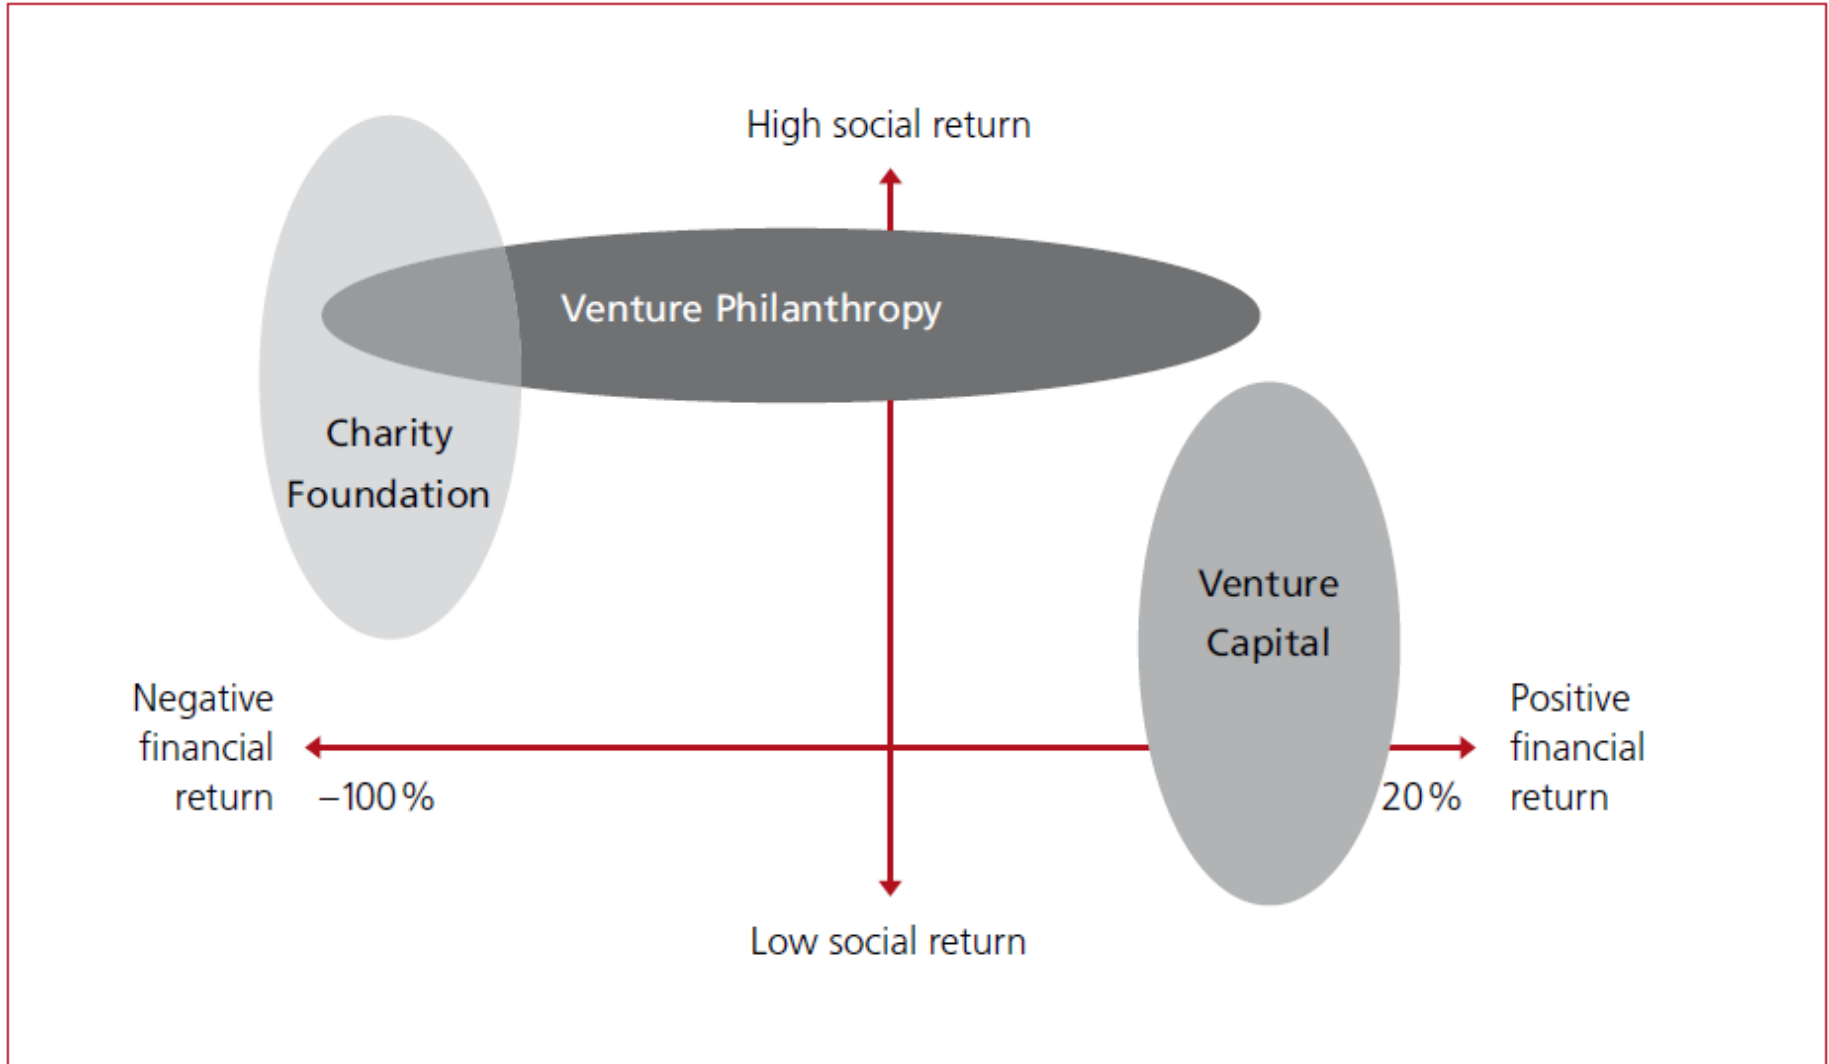 High social return
Venture Philanthropy
Charity
Foundation
Venture
Capital
Negative
financial
return
–100%
Positive
financial
return
20%
Low social return